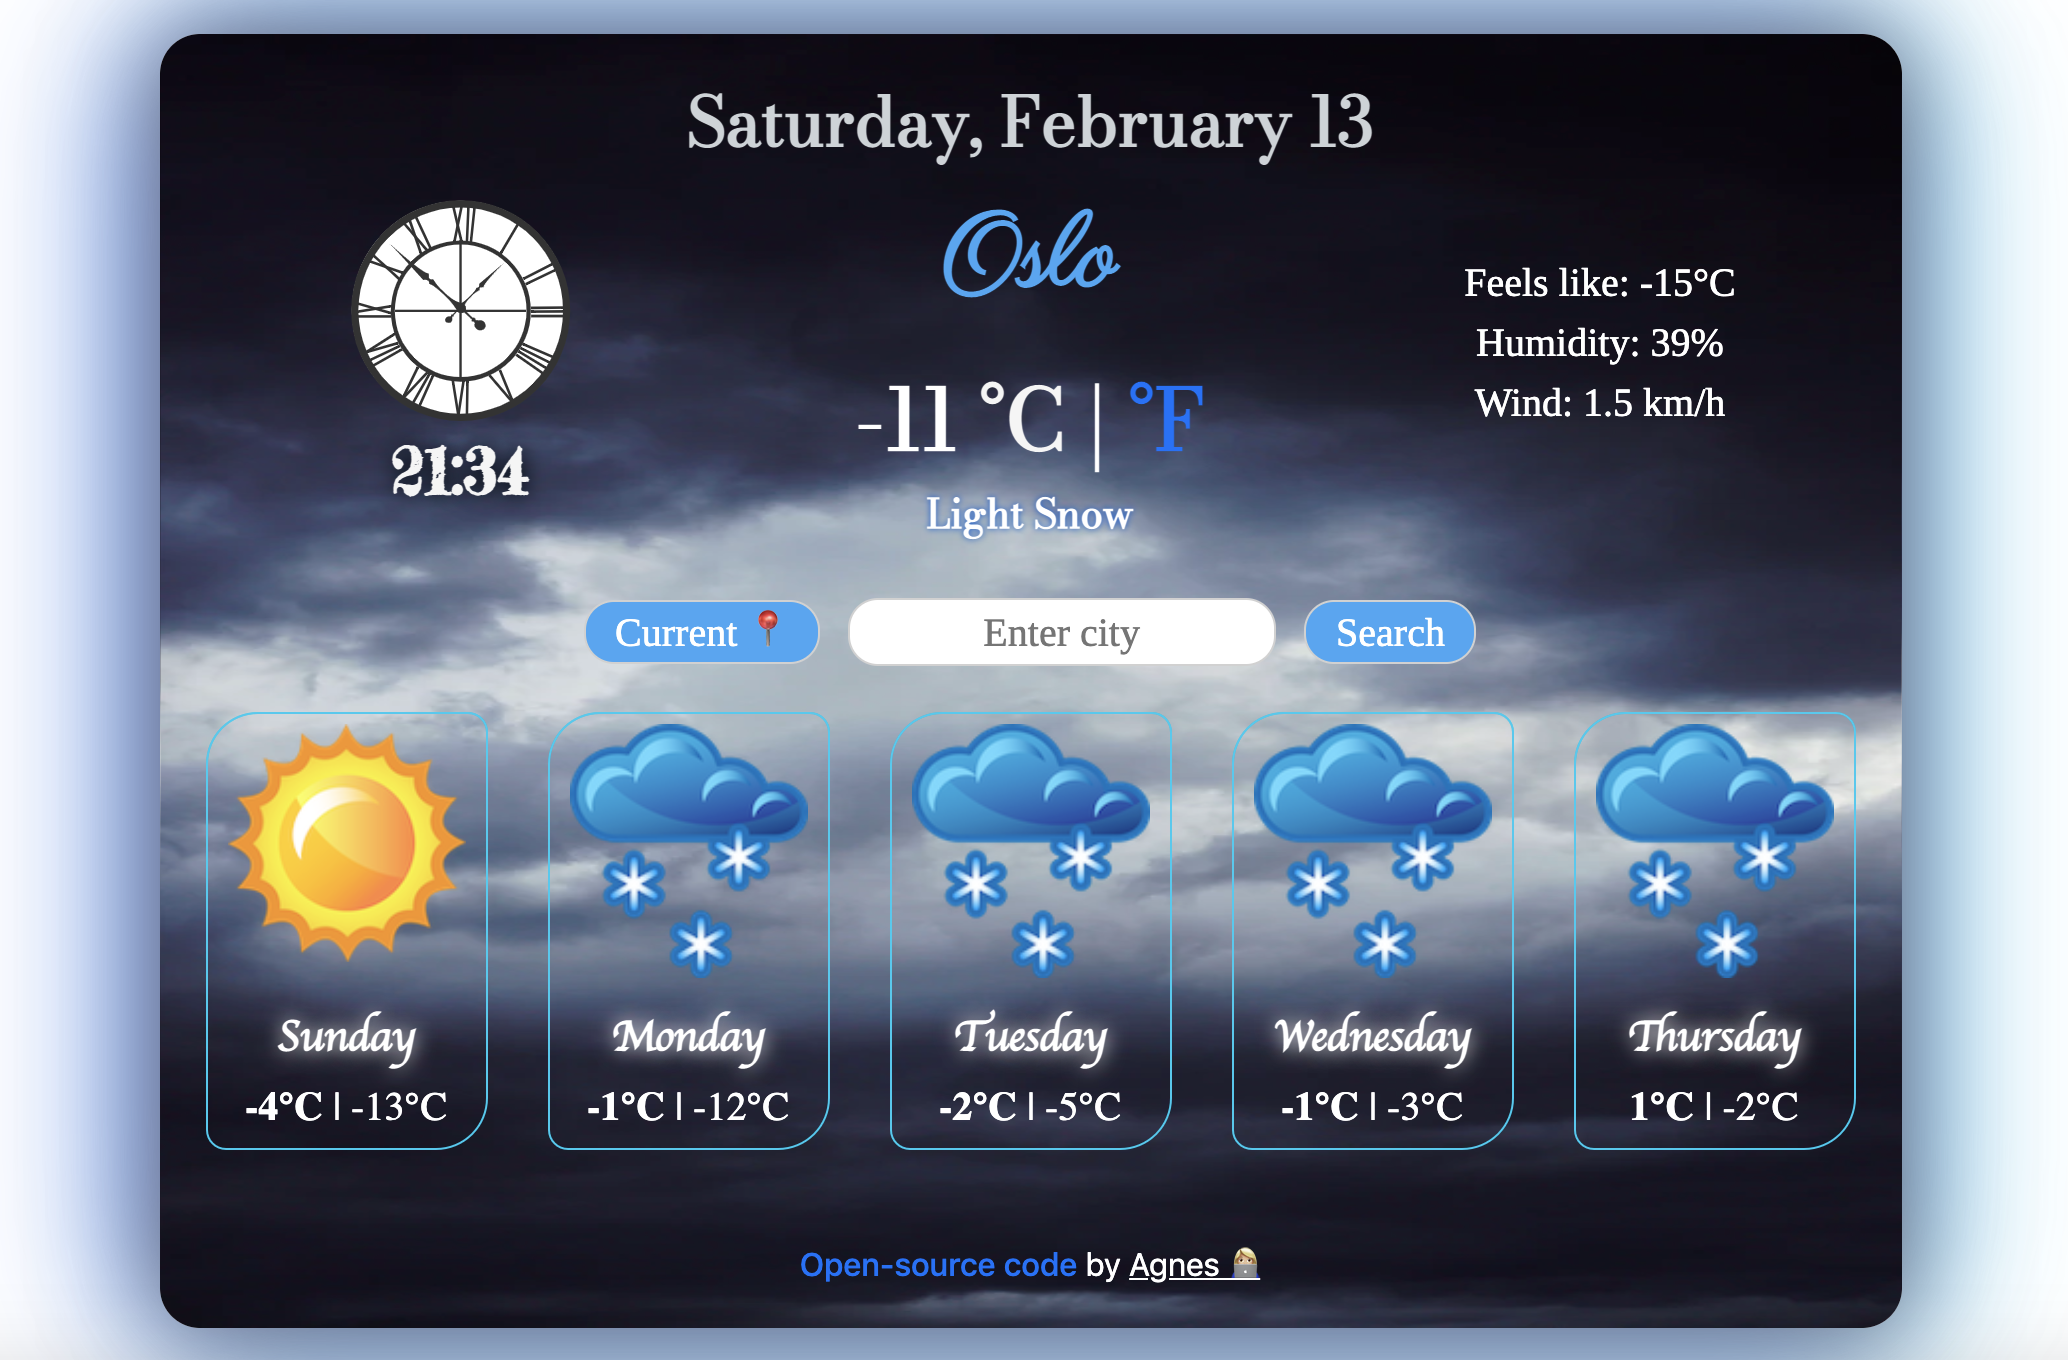 Saturday, February 13
Oslo
21:34
-11 °C | °F
Light Snow
Feels like: -15°C
Humidity: 39%
Wind: 1.5 km/h
Current 📍
Enter city
Search
Sunday
-4°C | -13°C
Monday
-1°C | -12°C
Tuesday
-2°C | -5°C
Wednesday
-1°C | -3°C
Thursday
1°C | -2°C
Open-source code by Agnes 👩🏼‍💻